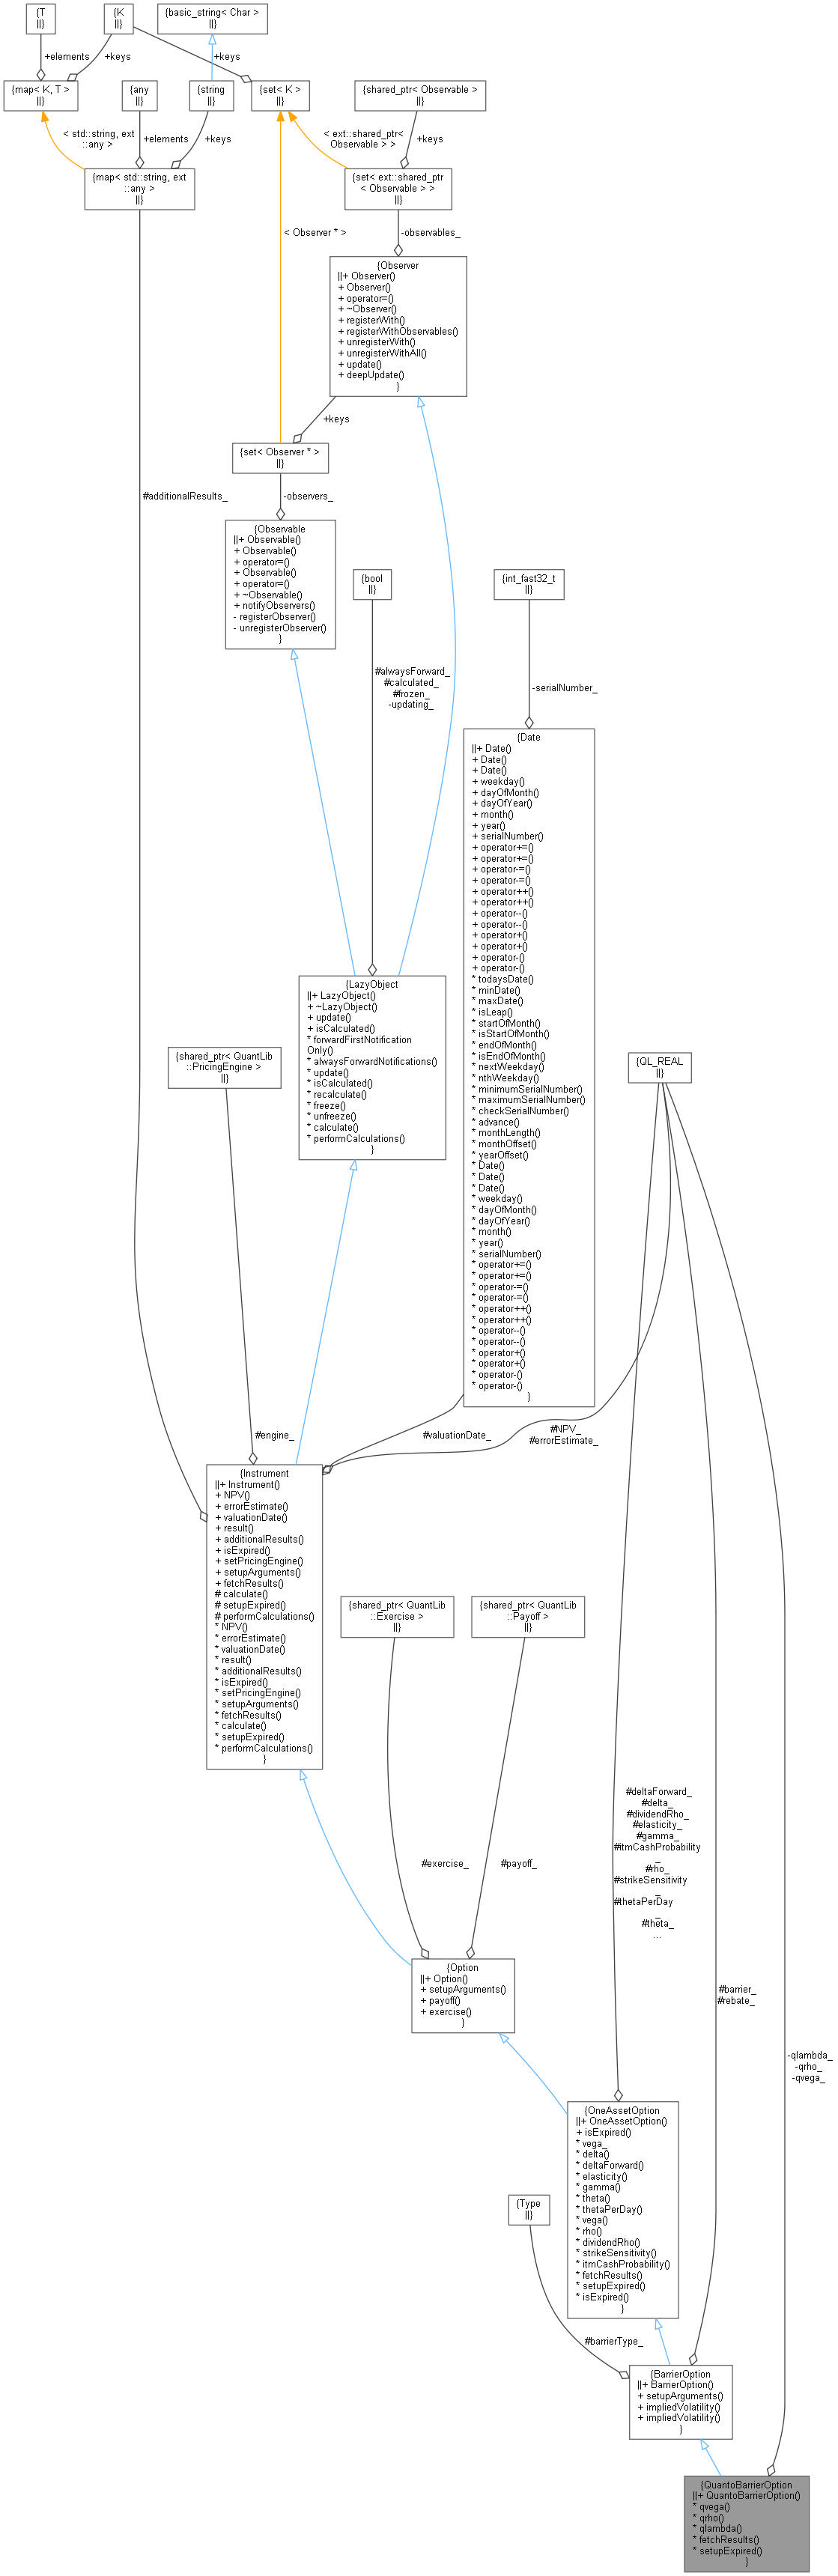 {T
||}
{K
||}
{basic_string< Char >
||}
+elements
+keys
+keys
{map< K, T >
||}
{any
||}
{string
||}
{set< K >
||}
{shared_ptr< Observable >
||}
< std::string, ext
::any >
+elements
+keys
< ext::shared_ptr<
Observable > >
+keys
{map< std::string, ext
::any >
||}
{set< ext::shared_ptr
< Observable > >
||}
< Observer * >
-observables_
{Observer
||+ Observer()
+ Observer()
+ operator=()
+ ~Observer()
+ registerWith()
+ registerWithObservables()
+ unregisterWith()
+ unregisterWithAll()
+ update()
+ deepUpdate()
}
+keys
{set< Observer * >
||}
#additionalResults_
-observers_
{Observable
||+ Observable()
+ Observable()
+ operator=()
+ Observable()
+ operator=()
+ ~Observable()
+ notifyObservers()
- registerObserver()
- unregisterObserver()
}
{bool
||}
{int_fast32_t
||}
#alwaysForward_
#calculated_
#frozen_
-updating_
-serialNumber_
{Date
||+ Date()
+ Date()
+ Date()
+ weekday()
+ dayOfMonth()
+ dayOfYear()
+ month()
+ year()
+ serialNumber()
+ operator+=()
+ operator+=()
+ operator-=()
+ operator-=()
+ operator++()
+ operator++()
+ operator--()
+ operator--()
+ operator+()
+ operator+()
+ operator-()
+ operator-()
* todaysDate()
* minDate()
* maxDate()
* isLeap()
* startOfMonth()
* isStartOfMonth()
* endOfMonth()
* isEndOfMonth()
* nextWeekday()
* nthWeekday()
* minimumSerialNumber()
* maximumSerialNumber()
* checkSerialNumber()
* advance()
* monthLength()
* monthOffset()
* yearOffset()
* Date()
* Date()
* Date()
* weekday()
* dayOfMonth()
* dayOfYear()
* month()
* year()
* serialNumber()
* operator+=()
* operator+=()
* operator-=()
* operator-=()
* operator++()
* operator++()
* operator--()
* operator--()
* operator+()
* operator+()
* operator-()
* operator-()
}
{LazyObject
||+ LazyObject()
+ ~LazyObject()
+ update()
+ isCalculated()
* forwardFirstNotification
Only()
* alwaysForwardNotifications()
* update()
* isCalculated()
* recalculate()
* freeze()
* unfreeze()
* calculate()
* performCalculations()
}
{shared_ptr< QuantLib
::PricingEngine >
||}
{QL_REAL
||}
#engine_
#valuationDate_
#NPV_
#errorEstimate_
{Instrument
||+ Instrument()
+ NPV()
+ errorEstimate()
+ valuationDate()
+ result()
+ additionalResults()
+ isExpired()
+ setPricingEngine()
+ setupArguments()
+ fetchResults()
# calculate()
# setupExpired()
# performCalculations()
* NPV()
* errorEstimate()
* valuationDate()
* result()
* additionalResults()
* isExpired()
* setPricingEngine()
* setupArguments()
* fetchResults()
* calculate()
* setupExpired()
* performCalculations()
}
{shared_ptr< QuantLib
::Exercise >
||}
{shared_ptr< QuantLib
::Payoff >
||}
#exercise_
#payoff_
#deltaForward_
#delta_
#dividendRho_
#elasticity_
#gamma_
#itmCashProbability
_
#rho_
#strikeSensitivity
_
#thetaPerDay
_
#theta_
...
{Option
||+ Option()
+ setupArguments()
+ payoff()
+ exercise()
}
#barrier_
#rebate_
-qlambda_
-qrho_
-qvega_
{OneAssetOption
||+ OneAssetOption()
+ isExpired()
* vega_
* delta()
* deltaForward()
* elasticity()
* gamma()
* theta()
* thetaPerDay()
* vega()
* rho()
* dividendRho()
* strikeSensitivity()
* itmCashProbability()
* fetchResults()
* setupExpired()
* isExpired()
}
{Type
||}
#barrierType_
{BarrierOption
||+ BarrierOption()
+ setupArguments()
+ impliedVolatility()
+ impliedVolatility()
}
{QuantoBarrierOption
||+ QuantoBarrierOption()
* qvega()
* qrho()
* qlambda()
* fetchResults()
* setupExpired()
}